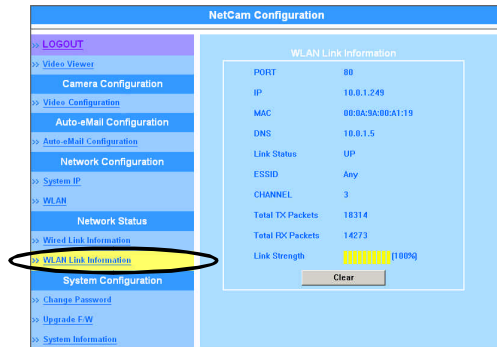 NetCam Configuration
>> LOGOUT
>> Video Viewer
Camera Configuration
>> Video Configuration
Auto-eMail Configuration
>> Auto-eMail Configuration
Network Configuration
>> System IP
>> WLAN
Network Status
>> Wired Link Information
>> WLAN Link Information
System Configuration
>> Change Password
>> Upgrade F/W
>> System Information
WLAN Link Information
PORT 80
IP 10.0.1.249
MAC 00:0A:9A:00:A1:19
DNS 10.0.1.5
Link Status UP
ESSID Any
CHANNEL 3
Total TX Packets 18314
Total RX Packets 14273
Link Strength [100%]
Clear